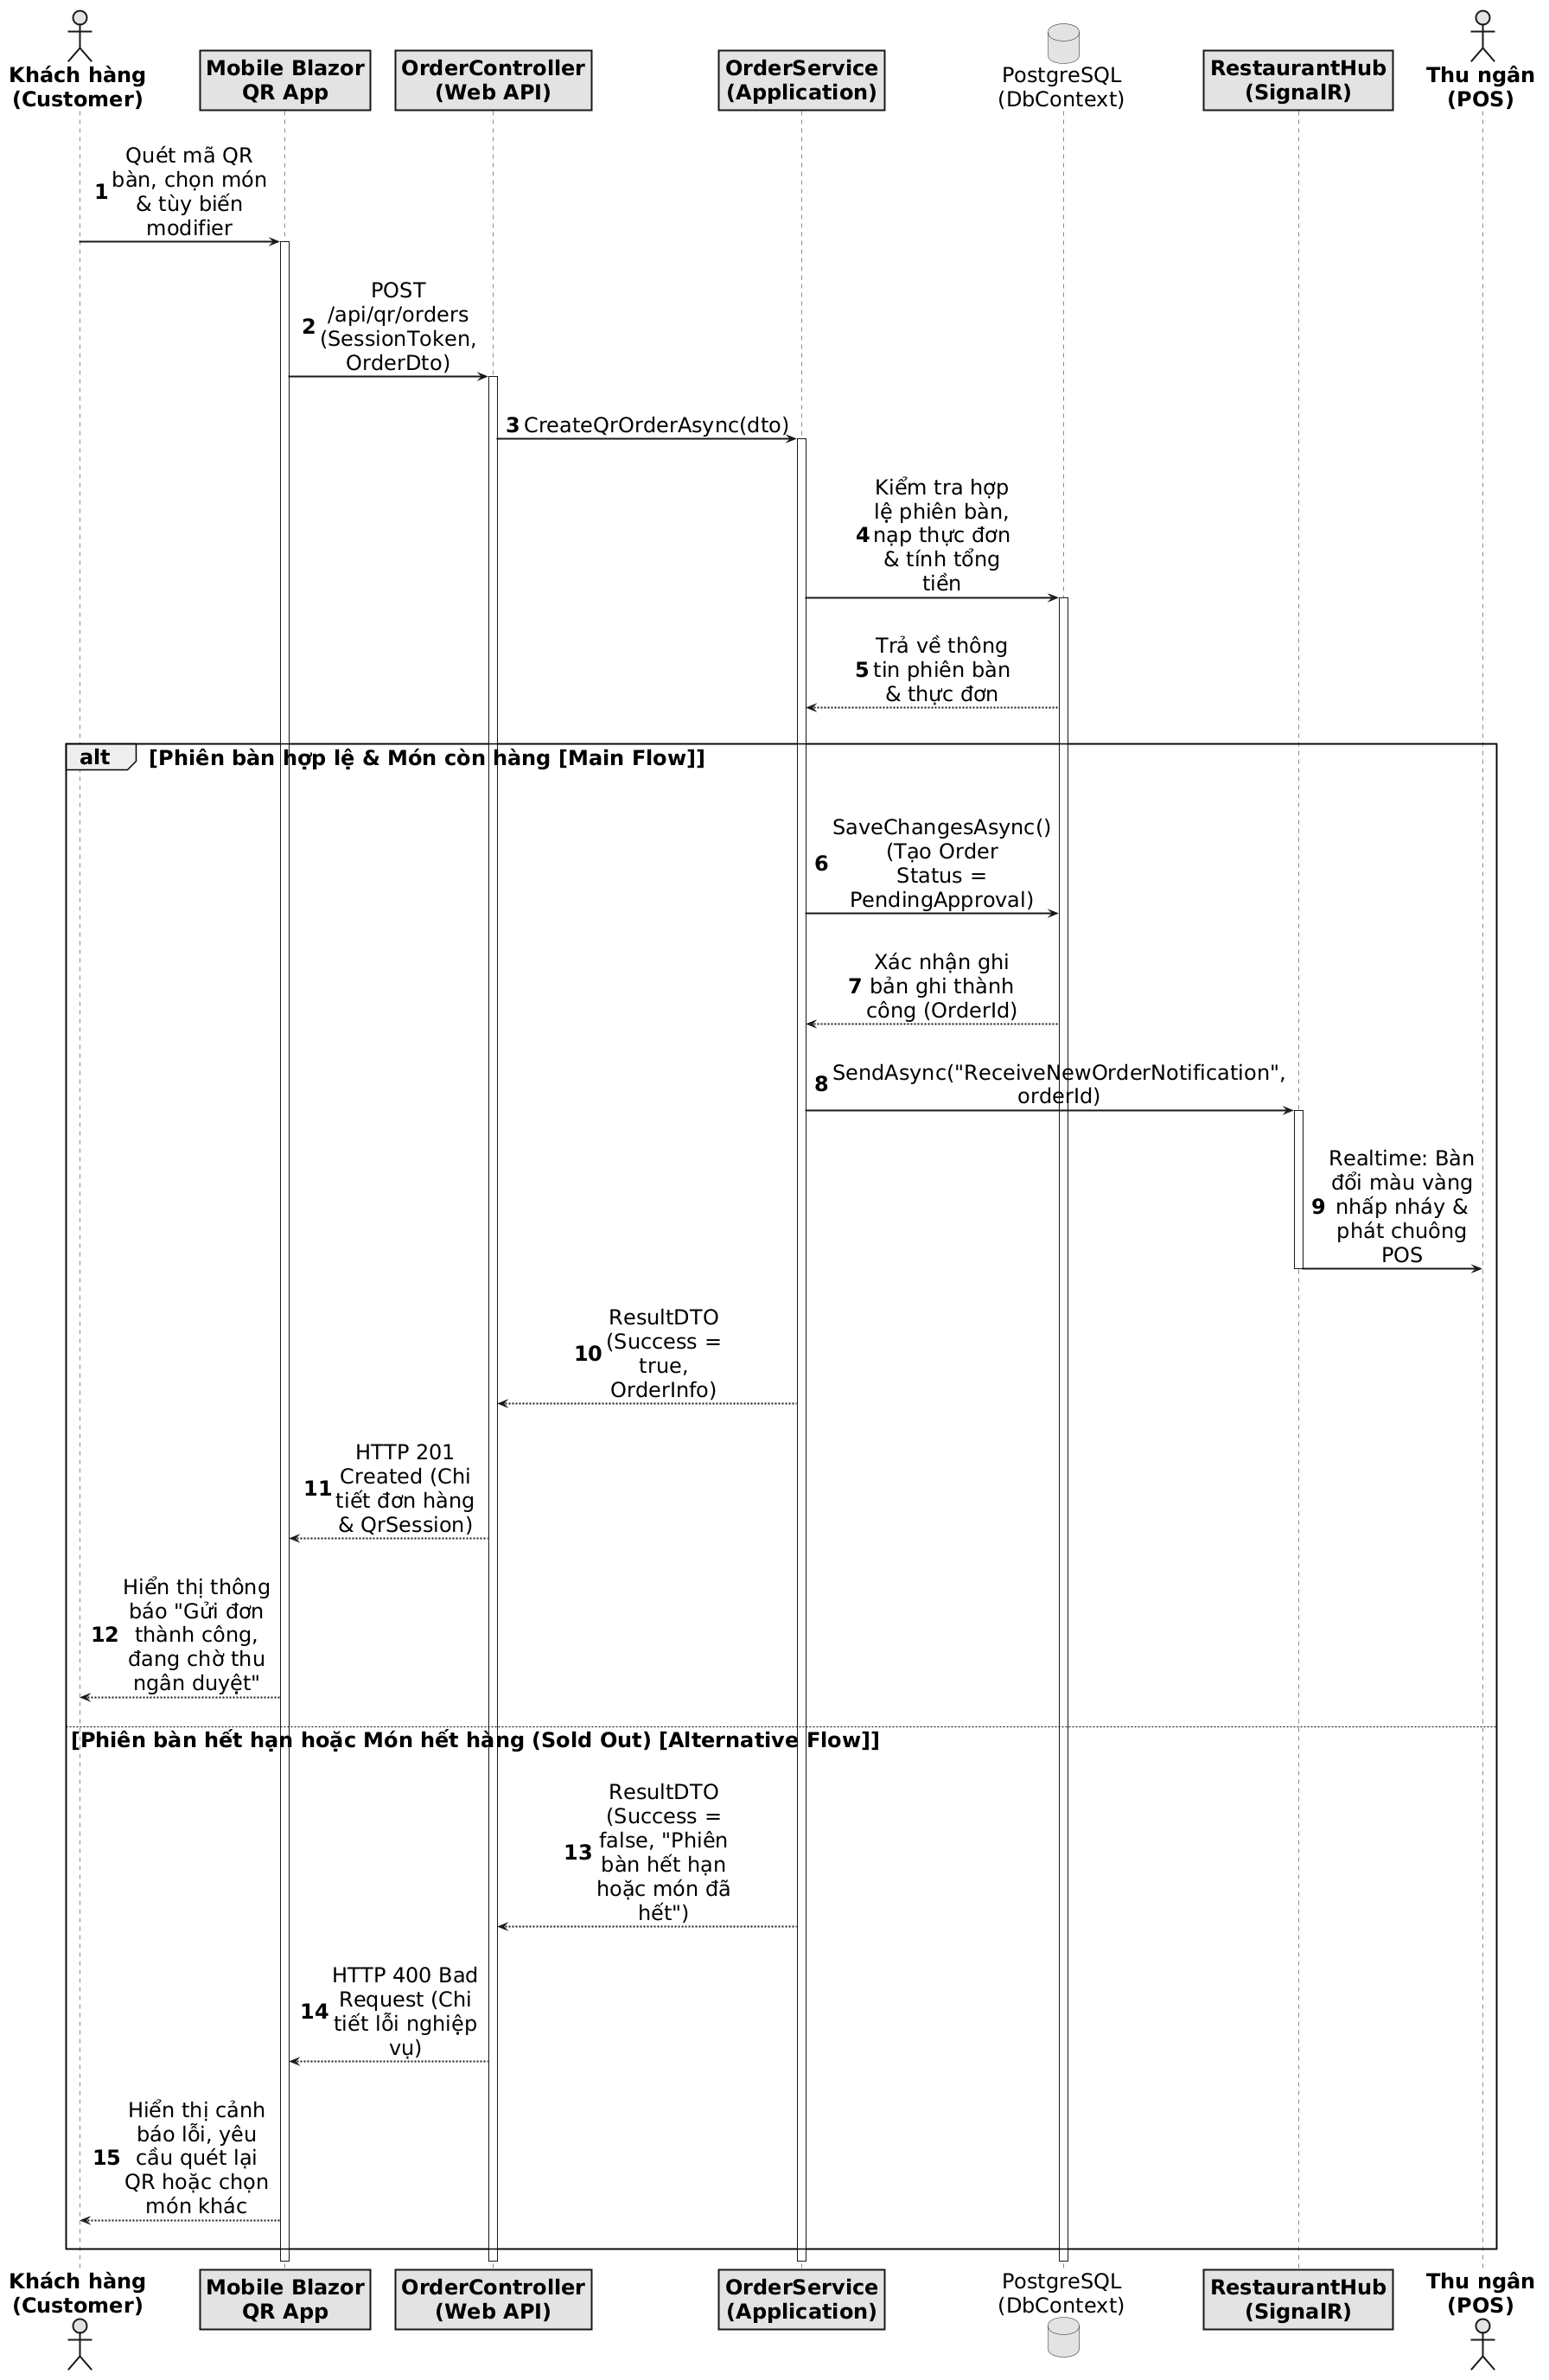 Khách hàng
(Customer)
Mobile Blazor
QR App
OrderController
(Web API)
OrderService
(Application)
PostgreSQL
(DbContext)
RestaurantHub
(SignalR)
Thu ngân
(POS)
1
Quét mã QR
bàn, chọn món
& tùy biến
modifier
2
POST
/api/qr/orders
(SessionToken,
OrderDto)
3 CreateQrOrderAsync(dto)
4
Kiểm tra hợp
lệ phiên bàn,
nạp thực đơn
& tính tổng
tiền
5
Trả về thông
tin phiên bàn
& thực đơn
alt [Phiên bàn hợp lệ & Món còn hàng [Main Flow]]
6
SaveChangesAsync()
(Tạo Order
Status =
PendingApproval)
7
Xác nhận ghi
bản ghi thành
công (OrderId)
8
SendAsync("ReceiveNewOrderNotification",
orderId)
9
Realtime: Bàn
đổi màu vàng
nhấp nháy &
phát chuông
POS
10
ResultDTO
(Success =
true,
OrderInfo)
11
HTTP 201
Created (Chi
tiết đơn hàng
& QrSession)
12
Hiển thị thông
báo "Gửi đơn
thành công,
đang chờ thu
ngân duyệt"
[Phiên bàn hết hạn hoặc Món hết hàng (Sold Out) [Alternative Flow]]
13
ResultDTO
(Success =
false, "Phiên
bàn hết hạn
hoặc món đã
hết")
14
HTTP 400 Bad
Request (Chi
tiết lỗi nghiệp
vụ)
15
Hiển thị cảnh
báo lỗi, yêu
cầu quét lại
QR hoặc chọn
món khác
Khách hàng
(Customer)
Mobile Blazor
QR App
OrderController
(Web API)
OrderService
(Application)
PostgreSQL
(DbContext)
RestaurantHub
(SignalR)
Thu ngân
(POS)